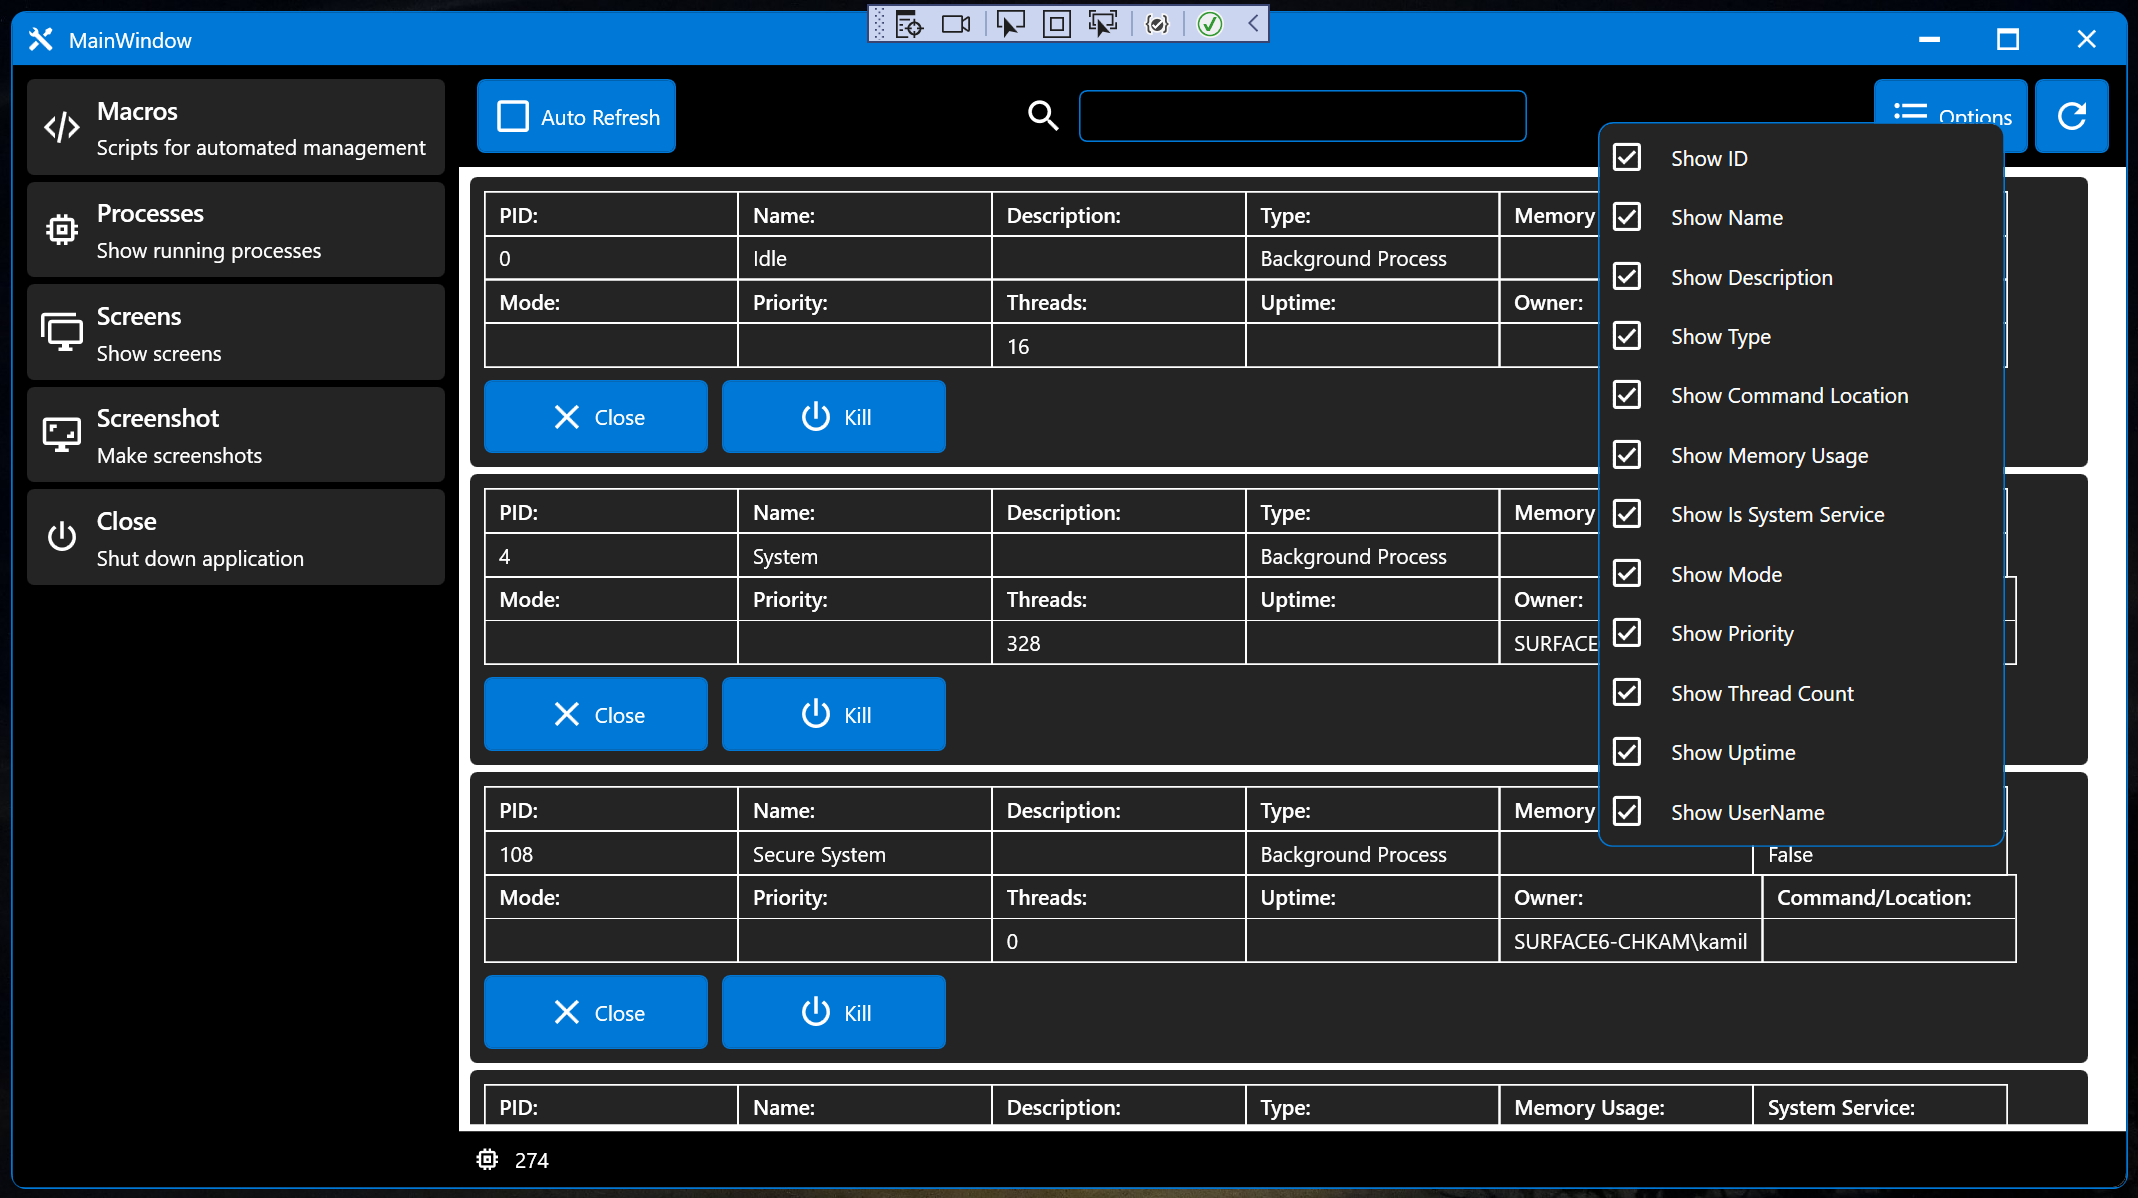 MainWindow
Macros
Scripts for automated management
Processes
Show running processes
Screens
Show screens
Screenshot
Make screenshots
Close
Shut down application
Auto Refresh
Options
PID: Name: Description: Type: Memory
0 Idle Background Process
Mode: Priority: Threads: Uptime: Owner:
16
Close Kill
PID: Name: Description: Type: Memory
4 System Background Process
Mode: Priority: Threads: Uptime: Owner:
328 SURFACE
Close Kill
PID: Name: Description: Type: Memory
108 Secure System Background Process False
Mode: Priority: Threads: Uptime: Owner: Command/Location:
0 SURFACE6-CHKAM\kamil
Close Kill
PID: Name: Description: Type: Memory Usage: System Service:
Show ID
Show Name
Show Description
Show Type
Show Command Location
Show Memory Usage
Show Is System Service
Show Mode
Show Priority
Show Thread Count
Show Uptime
Show UserName
274